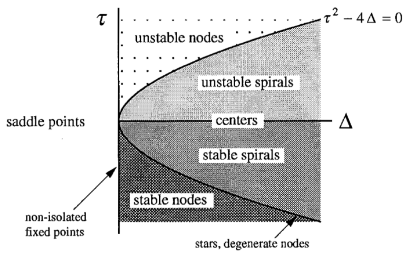 τ
τ² − 4 Δ = 0
unstable nodes
unstable spirals
saddle points
centers
Δ
stable spirals
stable nodes
non-isolated
fixed points
stars, degenerate nodes